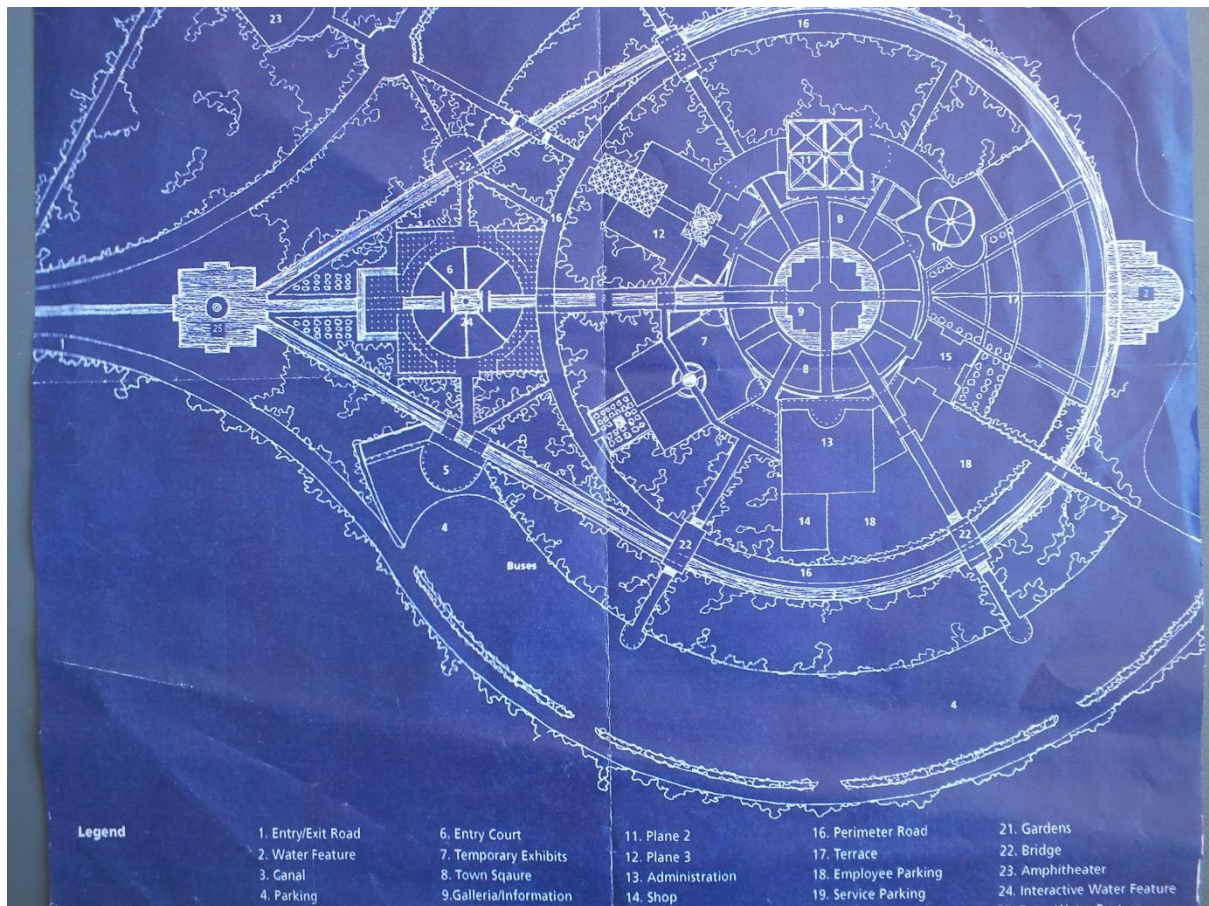 23
16
22
11
22
16
8
10
12
6
2
17
24
9
25
7
15
8
13
5
18
4
14
18
22
22
Buses
16
4
Legend
1. Entry/Exit Road
2. Water Feature
3. Canal
4. Parking
6. Entry Court
7. Temporary Exhibits
8. Town Sqaure
9.Galleria/Information
11. Plane 2
12. Plane 3
13. Administration
14. Shop
16. Perimeter Road
17. Terrace
18. Employee Parking
19. Service Parking
21. Gardens
22. Bridge
23. Amphitheater
24. Interactive Water Feature